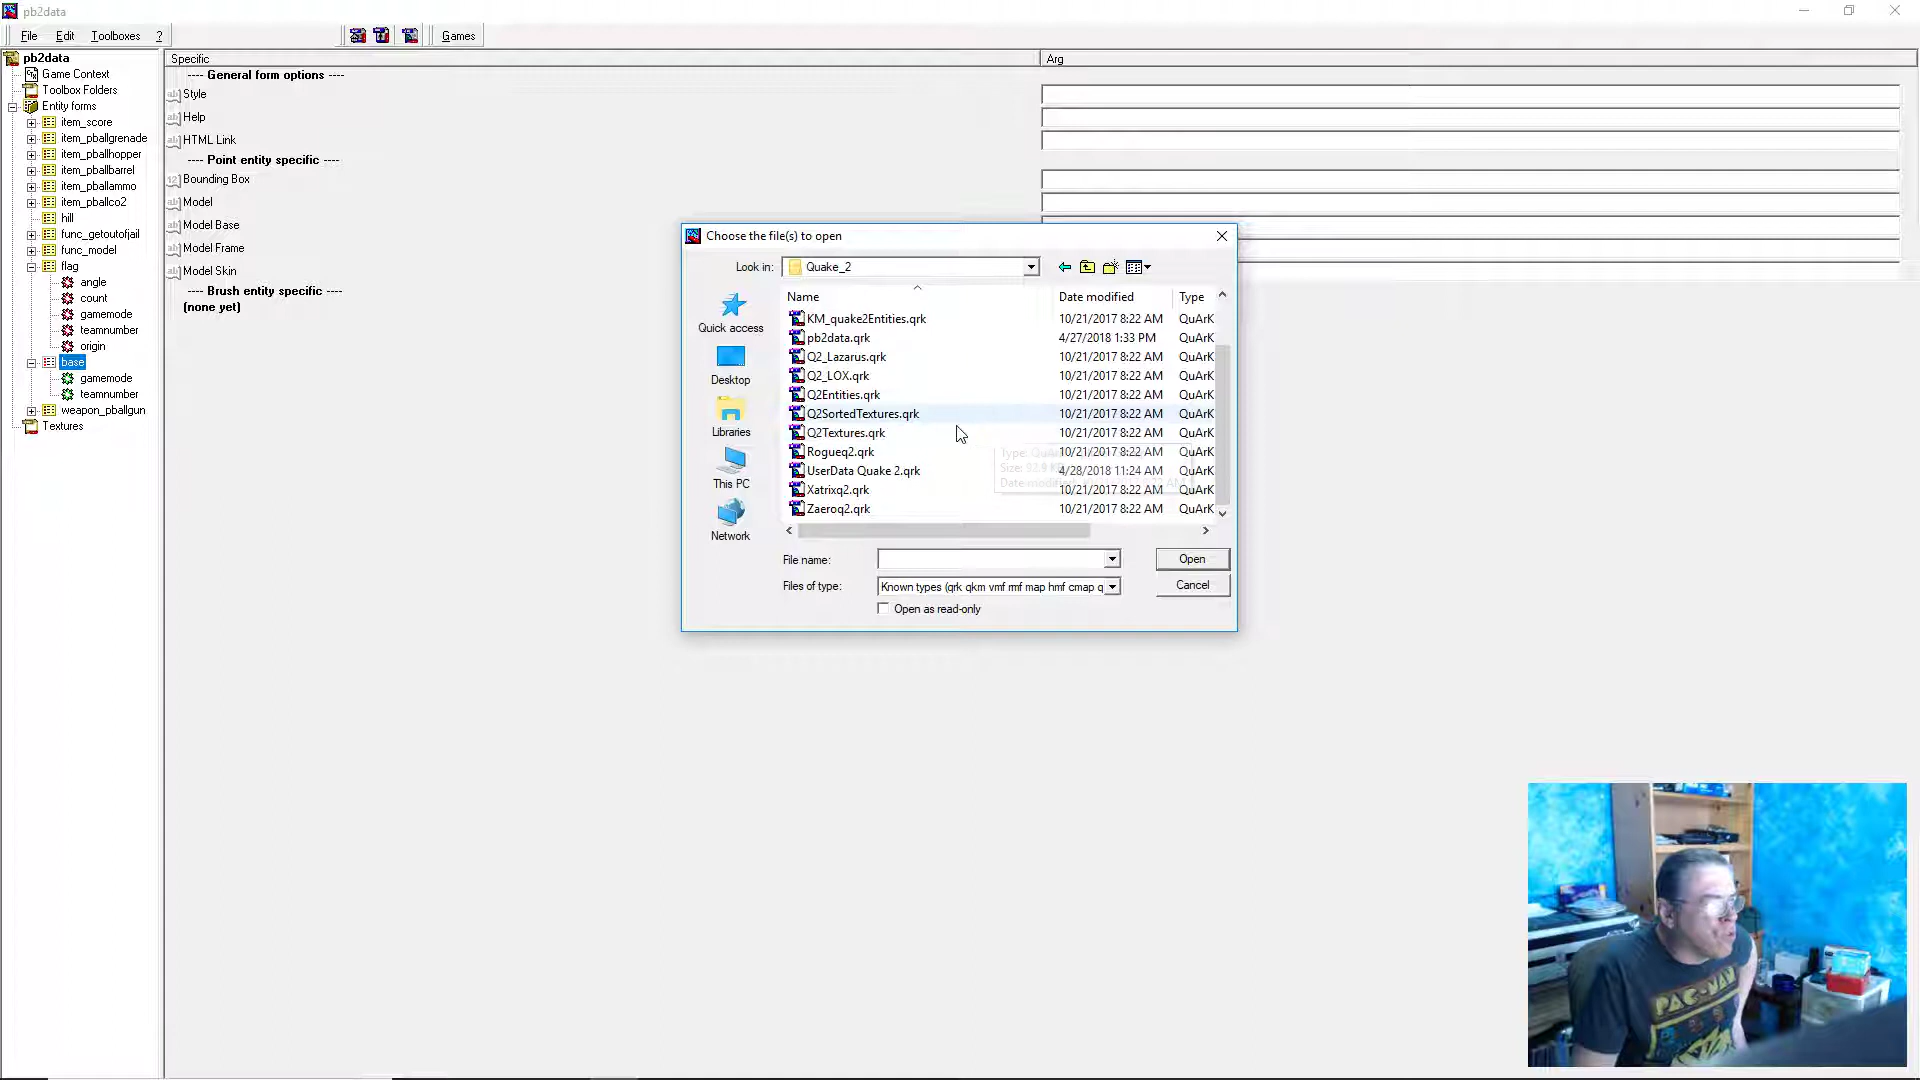 pb2data
File Edit Toolboxes ? Games
pb2data
Game Context
Toolbox Folders
Entity forms
item_score
item_pballgrenade
item_pballhopper
item_pballbarrel
item_pballammo
item_pballco2
hill
func_getoutofjail
func_model
flag
angle
count
gamemode
teamnumber
origin
base
gamemode
teamnumber
weapon_pballgun
Textures
Specific Arg
---- General form options ----
Style
Help
HTML Link
---- Point entity specific ----
Bounding Box
Model
Model Base
Model Frame
Model Skin
---- Brush entity specific ----
(none yet)
Choose the file(s) to open
Look in: Quake_2
Quick access
Desktop
Libraries
This PC
Network
Name Date modified Type
KM_quake2Entities.qrk 10/21/2017 8:22 AM QuArK
pb2data.qrk 4/27/2018 1:33 PM QuArK
Q2_Lazarus.qrk 10/21/2017 8:22 AM QuArK
Q2_LOX.qrk 10/21/2017 8:22 AM QuArK
Q2Entities.qrk 10/21/2017 8:22 AM QuArK
Q2SortedTextures.qrk 10/21/2017 8:22 AM QuArK
Q2Textures.qrk 10/21/2017 8:22 AM QuArK
Rogueq2.qrk 10/21/2017 8:22 AM QuArK
UserData Quake 2.qrk 4/28/2018 11:24 AM QuArK
Xatrixq2.qrk 10/21/2017 8:22 AM QuArK
Zaeroq2.qrk 10/21/2017 8:22 AM QuArK
File name: Open
Files of type: Known types (qrk qkm vmf rmf map hmf cmap q Cancel
Open as read-only
PAC-MAN